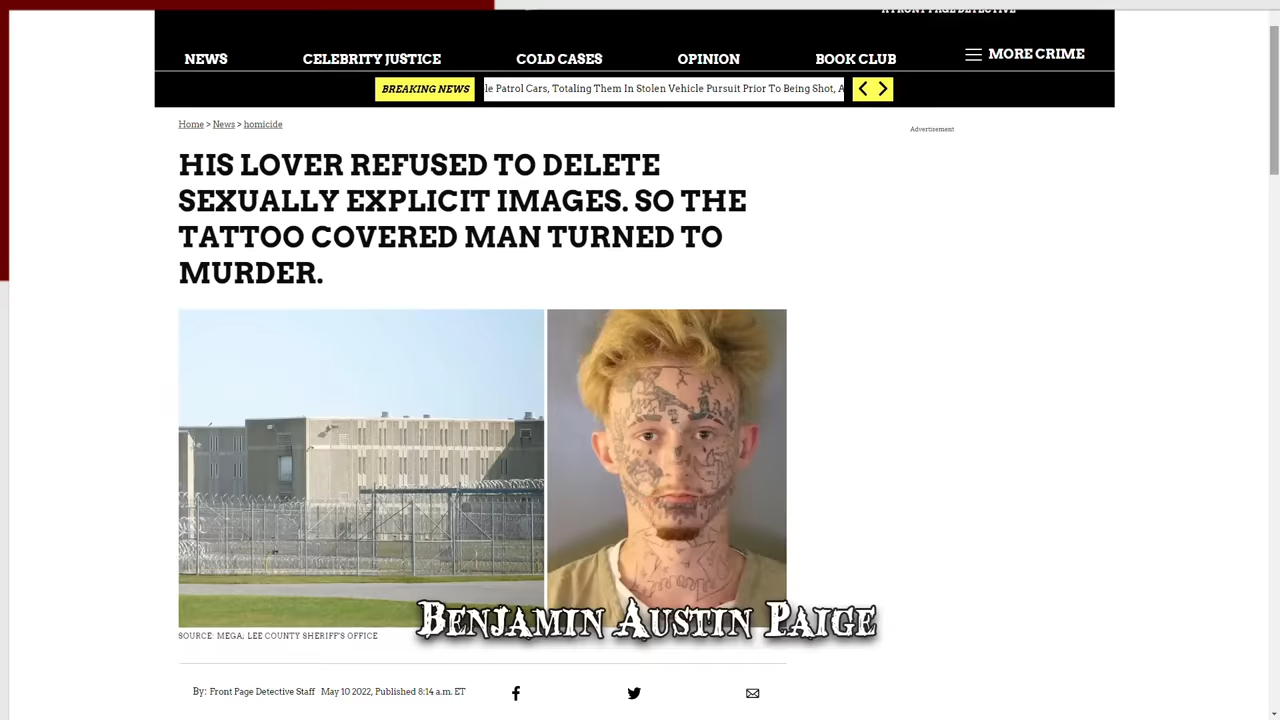 A FRONT PAGE DETECTIVE
NEWS
CELEBRITY JUSTICE
COLD CASES
OPINION
BOOK CLUB
MORE CRIME
BREAKING NEWS
le Patrol Cars, Totaling Them In Stolen Vehicle Pursuit Prior To Being Shot, A
Home > News > homicide
Advertisement
HIS LOVER REFUSED TO DELETE
SEXUALLY EXPLICIT IMAGES. SO THE
TATTOO COVERED MAN TURNED TO
MURDER.
BENJAMIN AUSTIN PAIGE
SOURCE: MEGA; LEE COUNTY SHERIFF'S OFFICE
By: Front Page Detective Staff May 10 2022, Published 8:14 a.m. ET